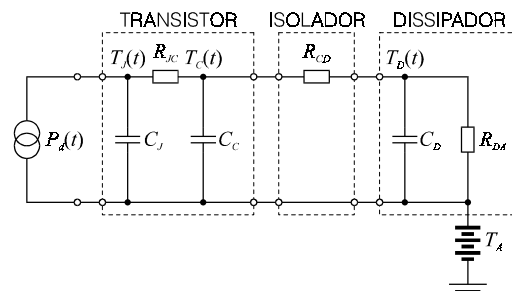 TRANSISTOR ISOLADOR DISSIPADOR
T_J(t) R_JC T_C(t) R_CD T_D(t)
P_d(t) C_J C_C C_D R_DA
T_A